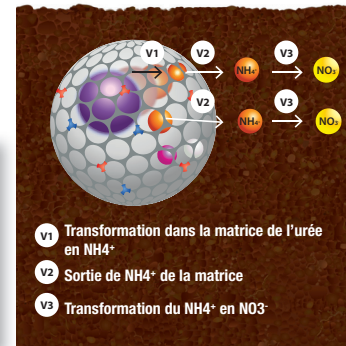 V1 V2 V3
NH4+ NO3-
V2 V3
NH4+ NO3-
V1 Transformation dans la matrice de l'urée
en NH4+
V2 Sortie de NH4+ de la matrice
V3 Transformation du NH4+ en NO3-